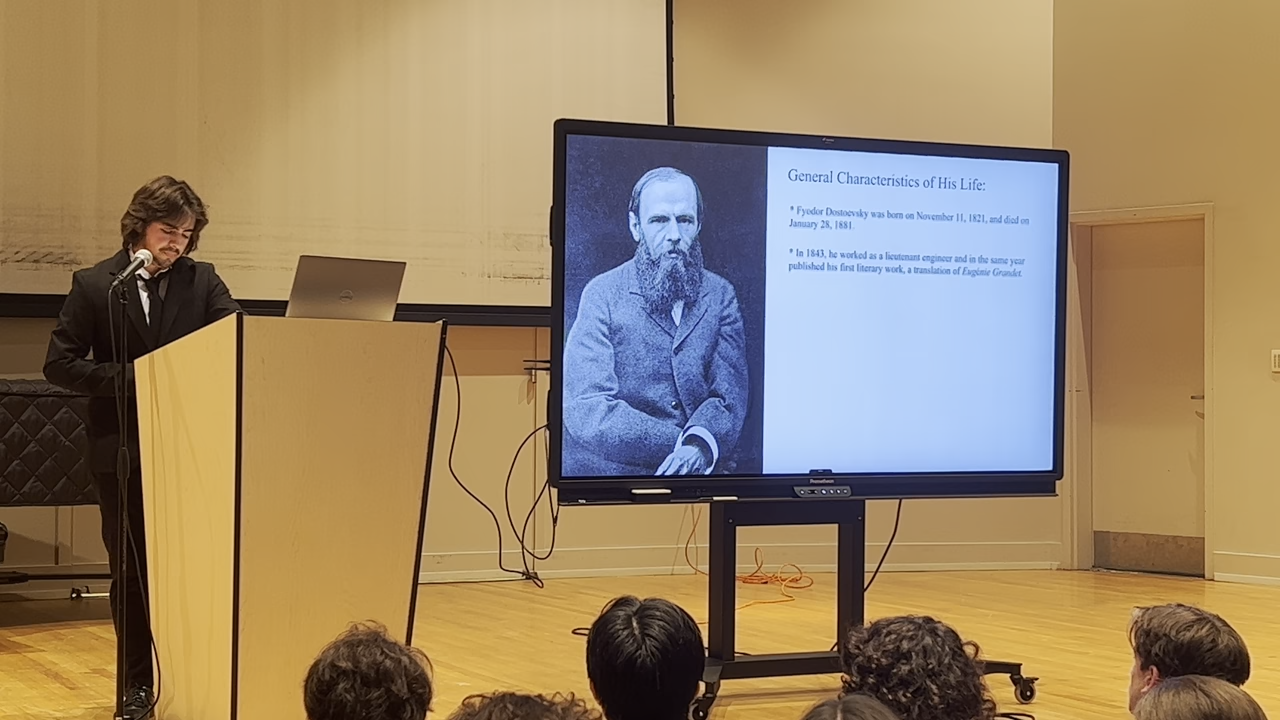 General Characteristics of His Life:
* Fyodor Dostoevsky was born on November 11, 1821, and died on
January 28, 1881.
* In 1843, he worked as a lieutenant engineer and in the same year
published his first literary work, a translation of Eugénie Grandet.
Promethean